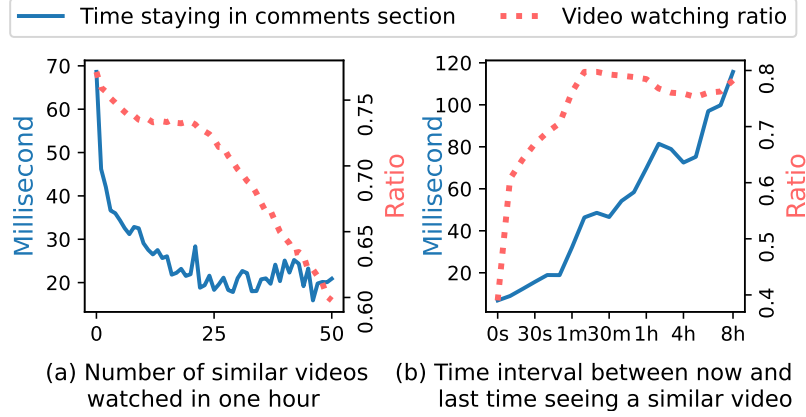 Time staying in comments section Video watching ratio
70
60
50
40
30
20
Millisecond
0.75
0.70
0.65
0.60
Ratio
0 25 50
(a) Number of similar videos
watched in one hour
120
100
80
60
40
20
Millisecond
0.8
0.7
0.6
0.5
0.4
Ratio
0s 30s 1m 30m 1h 4h 8h
(b) Time interval between now and
last time seeing a similar video